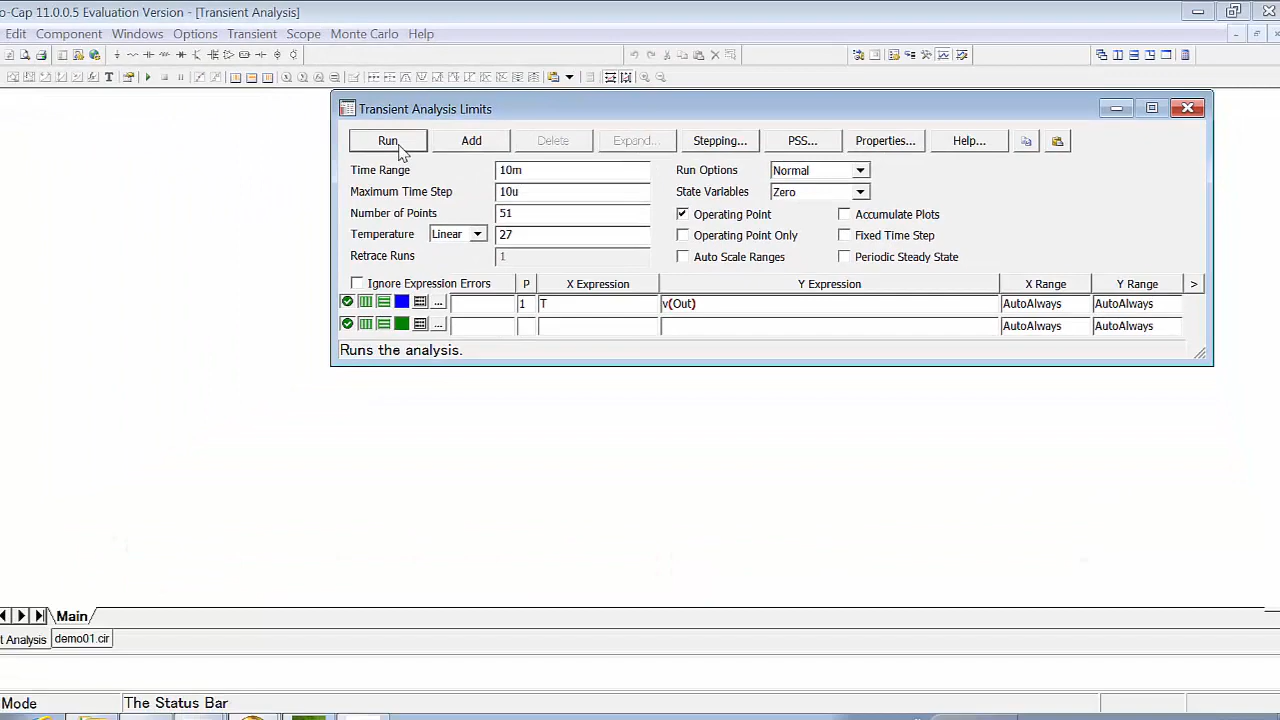 o-Cap 11.0.0.5 Evaluation Version - [Transient Analysis]
Edit Component Windows Options Transient Scope Monte Carlo Help
T
Transient Analysis Limits
Run Add Delete Expand... Stepping... PSS... Properties... Help...
Time Range 10m Run Options Normal
Maximum Time Step 10u State Variables Zero
Number of Points 51 Operating Point Accumulate Plots
Temperature Linear 27 Operating Point Only Fixed Time Step
Retrace Runs 1 Auto Scale Ranges Periodic Steady State
Ignore Expression Errors P X Expression Y Expression X Range Y Range >
... 1 T v(Out) AutoAlways AutoAlways
... AutoAlways AutoAlways
Runs the analysis.
Main
t Analysis demo01.cir
Mode The Status Bar